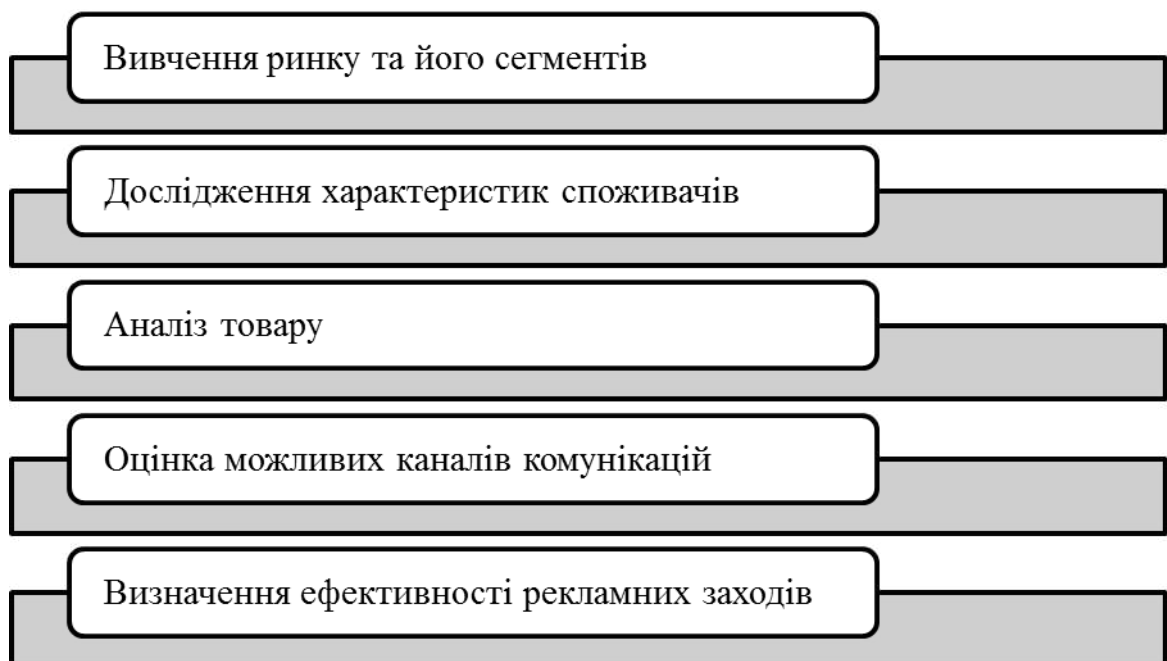 Вивчення ринку та його сегментів
Дослідження характеристик споживачів
Аналіз товару
Оцінка можливих каналів комунікацій
Визначення ефективності рекламних заходів